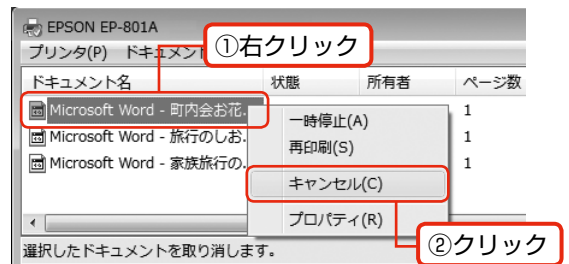 EPSON EP-801A
プリンタ(P) ドキュメント
①右クリック
ドキュメント名 状態 所有者 ページ数
Microsoft Word - 町内会お花. 1
Microsoft Word - 旅行のしお. 1
Microsoft Word - 家族旅行の. 1
一時停止(A)
再印刷(S)
キャンセル(C)
プロパティ(R)
②クリック
選択したドキュメントを取り消します。